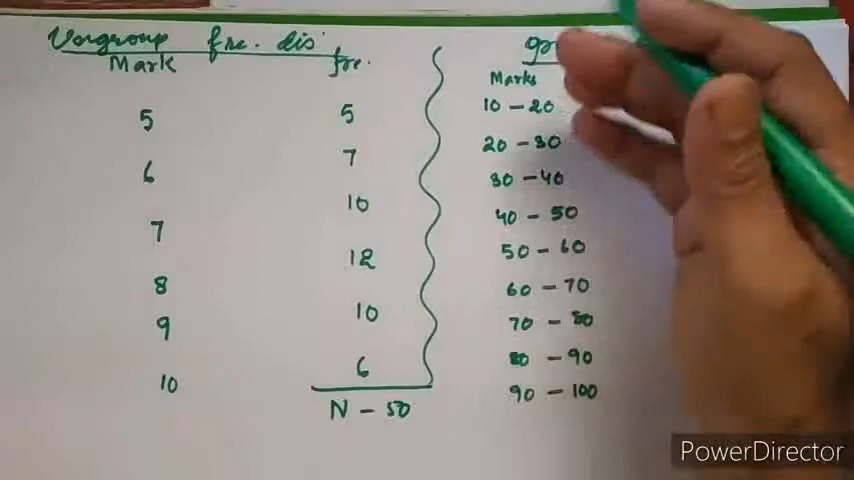 Ungroup fre. dis
Mark fre.
5 5
6 7
7 10
8 12
9 10
10 6
N - 50
Marks
10 - 20
20 - 30
30 - 40
40 - 50
50 - 60
60 - 70
70 - 80
80 - 90
90 - 100
PowerDirector